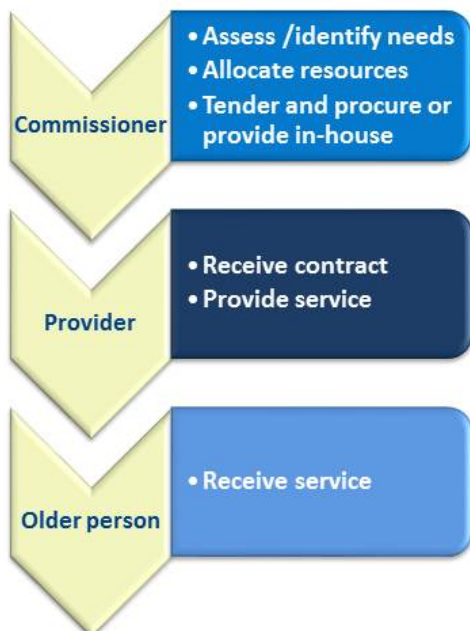 Commissioner
• Assess /identify needs
• Allocate resources
• Tender and procure or
provide in-house
Provider
• Receive contract
• Provide service
Older person
• Receive service